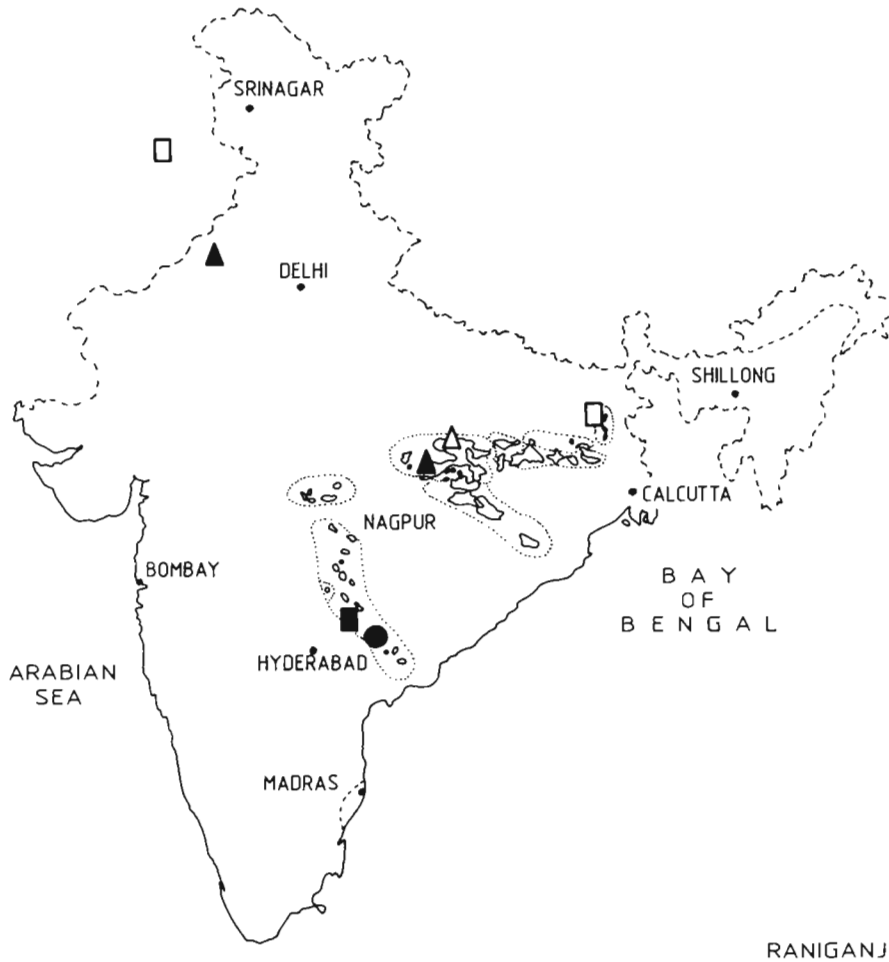 SRINAGAR
DELHI
SHILLONG
CALCUTTA
NAGPUR
BOMBAY
BAY
OF
BENGAL
HYDERABAD
ARABIAN
SEA
MADRAS
RANIGANJ